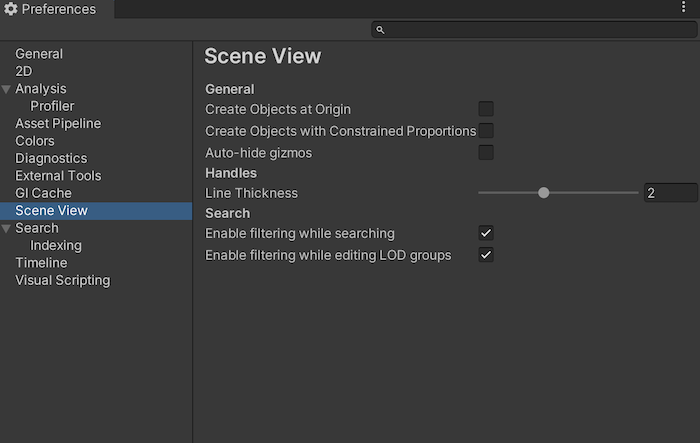 Preferences
General
2D
Analysis
Profiler
Asset Pipeline
Colors
Diagnostics
External Tools
GI Cache
Scene View
Search
Indexing
Timeline
Visual Scripting
Scene View
General
Create Objects at Origin
Create Objects with Constrained Proportions
Auto-hide gizmos
Handles
Line Thickness 2
Search
Enable filtering while searching
Enable filtering while editing LOD groups